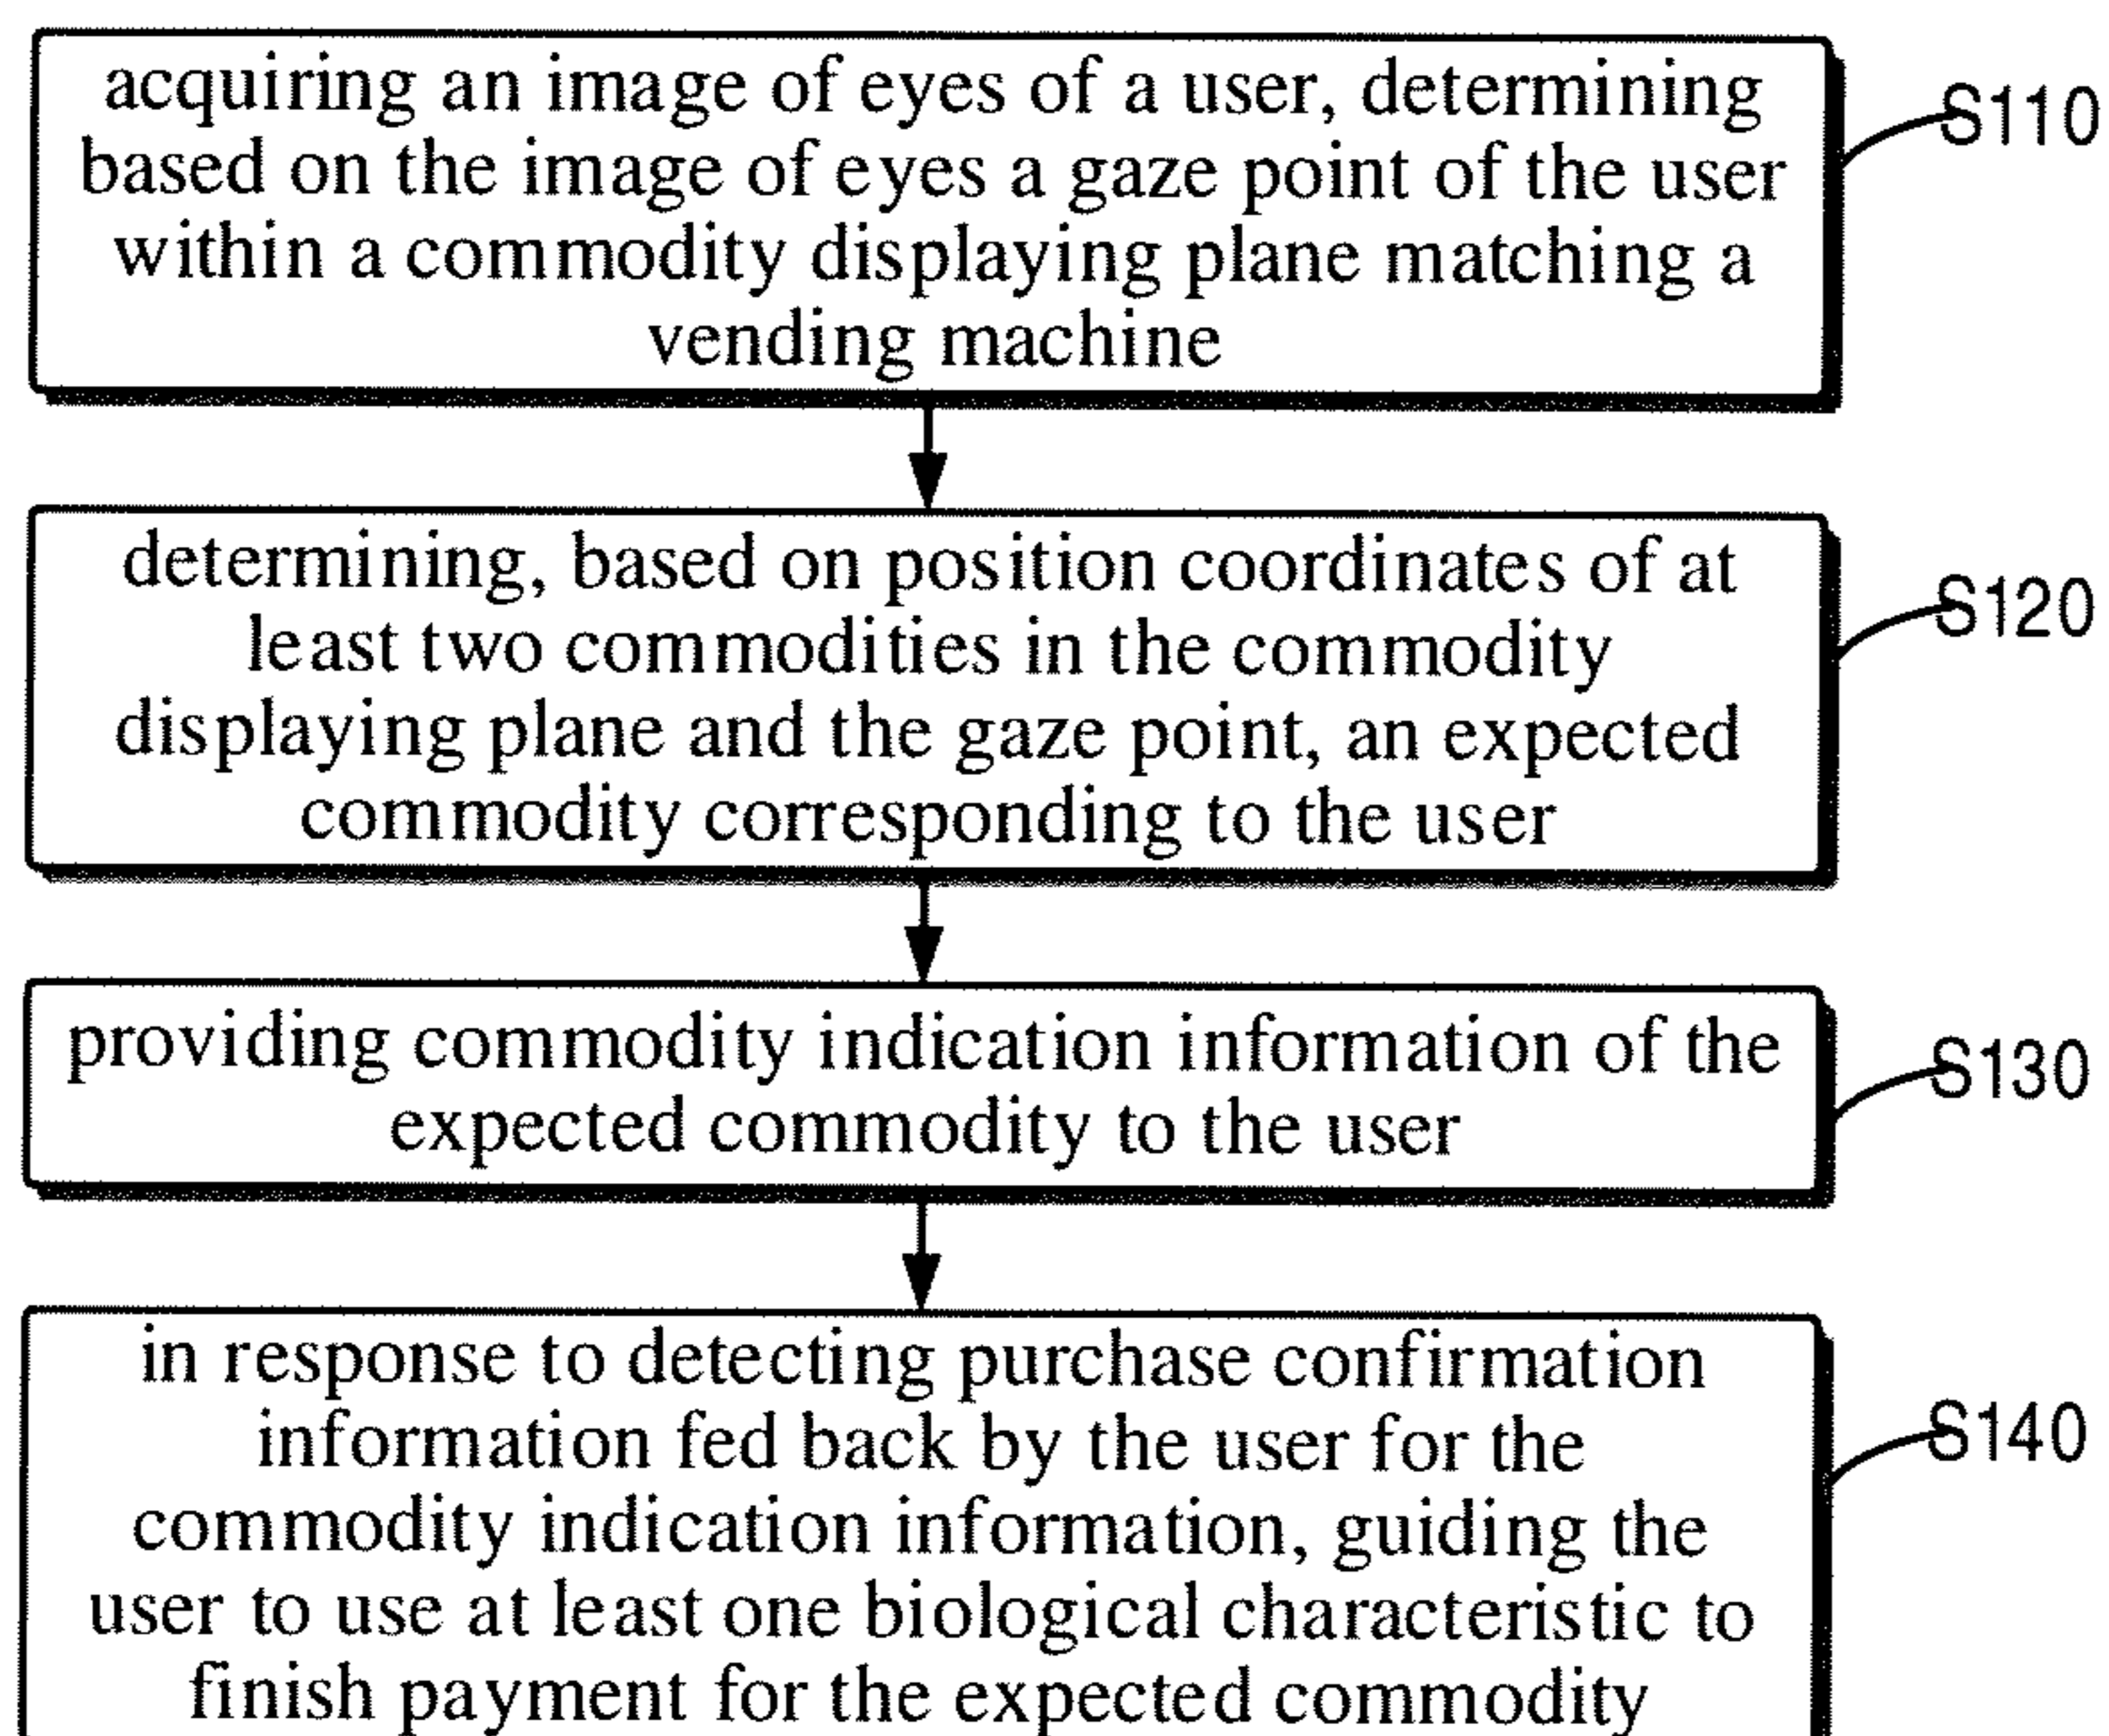 acquiring an image of eyes of a user, determining
based on the image of eyes a gaze point of the user
within a commodity displaying plane matching a
vending machine
S110
determining, based on position coordinates of at
least two commodities in the commodity
displaying plane and the gaze point, an expected
commodity corresponding to the user
S120
providing commodity indication information of the
expected commodity to the user
S130
in response to detecting purchase confirmation
information fed back by the user for the
commodity indication information, guiding the
user to use at least one biological characteristic to
finish payment for the expected commodity
S140